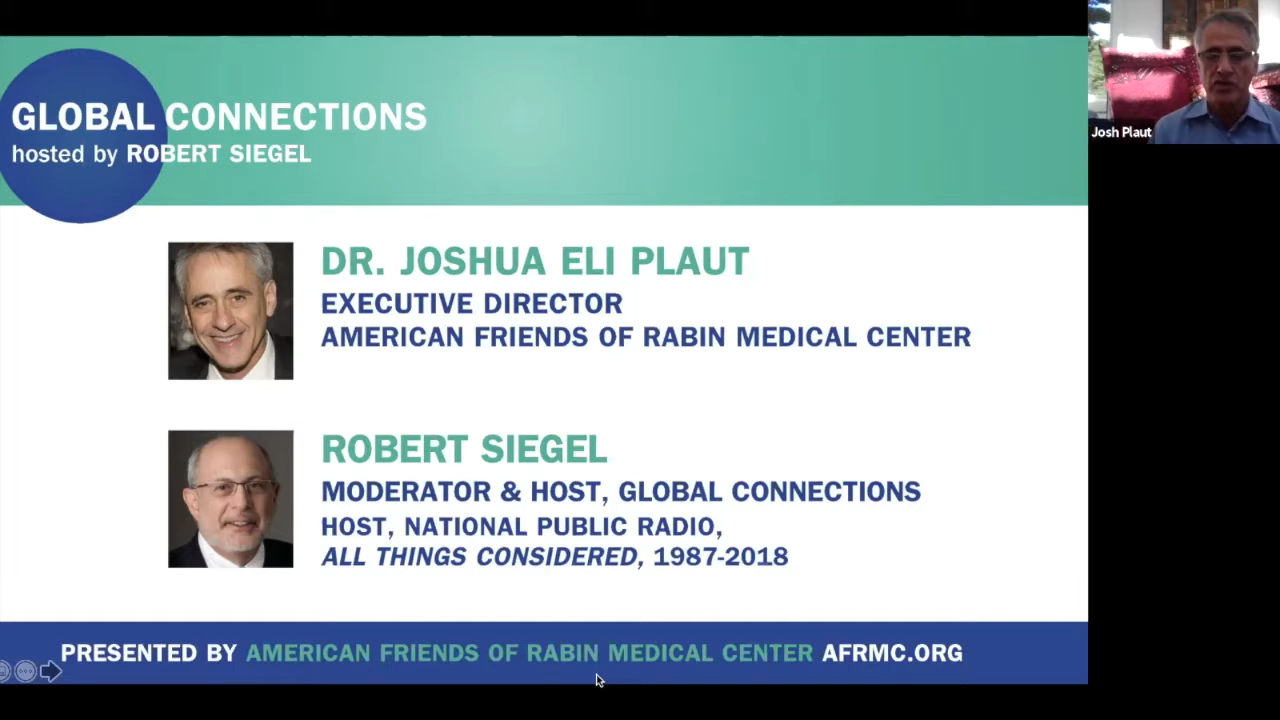 GLOBAL CONNECTIONS
hosted by ROBERT SIEGEL
Josh Plaut
DR. JOSHUA ELI PLAUT
EXECUTIVE DIRECTOR
AMERICAN FRIENDS OF RABIN MEDICAL CENTER
ROBERT SIEGEL
MODERATOR & HOST, GLOBAL CONNECTIONS
HOST, NATIONAL PUBLIC RADIO,
ALL THINGS CONSIDERED, 1987-2018
PRESENTED BY AMERICAN FRIENDS OF RABIN MEDICAL CENTER AFRMC.ORG